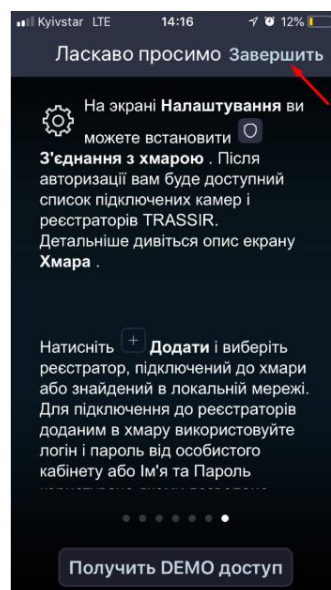 Kyivstar LTE 14:16 12%
Ласкаво просимо Завершить
На экрані Налаштування ви
можете встановити
З'єднання з хмарою . Після
авторизації вам буде доступний
список підключених камер і
реєстраторів TRASSIR.
Детальніше дивіться опис екрану
Хмара .
Натисніть + Додати і виберіть
реєстратор, підключений до хмари
або знайдений в локальній мережі.
Для підключення до реєстраторів
доданим в хмару використовуйте
логін і пароль від особистого
кабінету або Ім'я та Пароль
Получить DEMO доступ